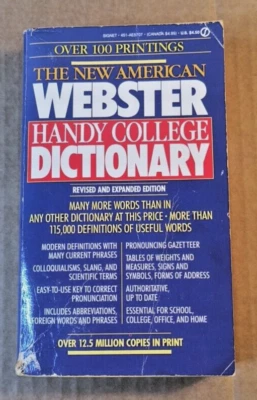 OVER 100 PRINTINGS
THE NEW AMERICAN
WEBSTER
HANDY COLLEGE
DICTIONARY
REVISED AND EXPANDED EDITION
MANY MORE WORDS THAN IN
ANY OTHER DICTIONARY AT THIS PRICE • MORE THAN
115,000 DEFINITIONS OF USEFUL WORDS
MODERN DEFINITIONS WITH
MANY CURRENT PHRASES
COLLOQUIALISMS, SLANG, AND
SCIENTIFIC TERMS
EASY-TO-USE KEY TO CORRECT
PRONUNCIATION
INCLUDES ABBREVIATIONS,
FOREIGN WORDS AND PHRASES
PRONOUNCING GAZETTEER
TABLES OF WEIGHTS AND
MEASURES, SIGNS AND
SYMBOLS, FORMS OF ADDRESS
AUTHORITATIVE,
UP TO DATE
ESSENTIAL FOR SCHOOL,
COLLEGE, OFFICE, AND HOME
OVER 12.5 MILLION COPIES IN PRINT